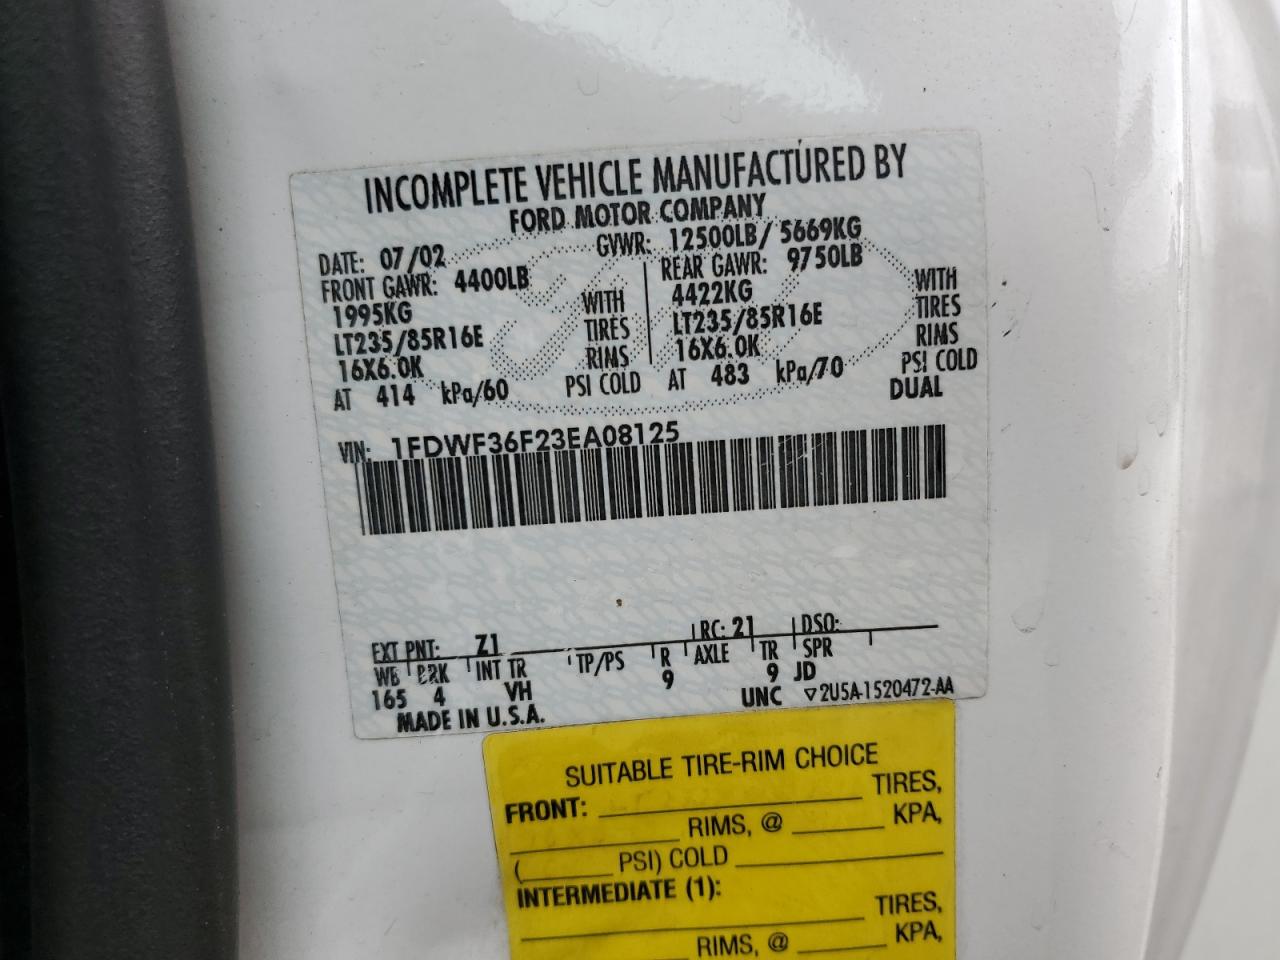 INCOMPLETE VEHICLE MANUFACTURED BY
FORD MOTOR COMPANY
DATE: 07/02 GVWR: 12500LB/ 5669KG
FRONT GAWR: 4400LB REAR GAWR: 9750LB
1995KG WITH 4422KG WITH
LT235/85R16E TIRES LT235/85R16E TIRES
16X6.0K RIMS 16X6.0K RIMS
AT 414 kPa/60 PSI COLD AT 483 kPa/70 PSI COLD
DUAL
VIN: 1FDWF36F23EA08125
EXT PNT: Z1 RC: 21 DSO:
WB BRK INT TR TP/PS R AXLE TR SPR
165 4 VH 9 9 JD
MADE IN U.S.A. UNC ▽2U5A-1520472-AA
SUITABLE TIRE-RIM CHOICE
FRONT: TIRES,
RIMS, @ KPA,
( PSI) COLD
INTERMEDIATE (1):
TIRES,
RIMS, @ KPA,